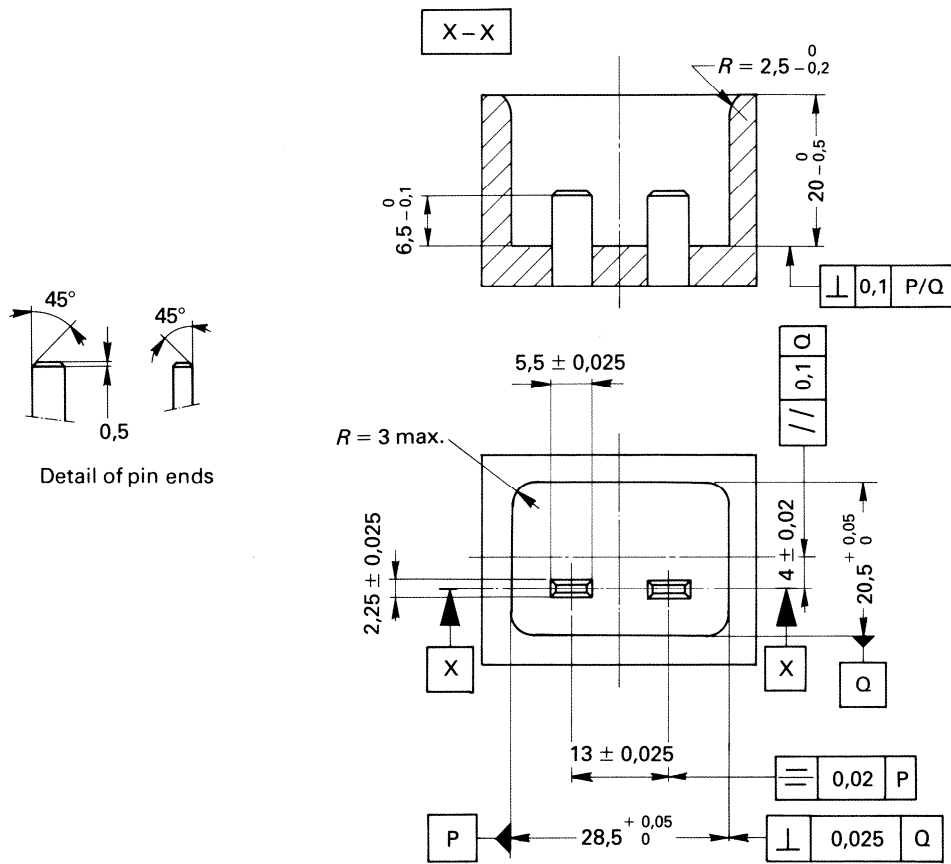 X – X
R = 2,5 0 – 0,2
6,5 0 – 0,1
20 0 – 0,5
⊥ 0,1 P/Q
45°
45°
0,5
Detail of pin ends
5,5 ± 0,025
// 0,1 Q
R = 3 max.
2,25 ± 0,025
4 ± 0,02
20,5 + 0,05 0
X
X
Q
13 ± 0,025
⌯ 0,02 P
P
28,5 + 0,05 0
⊥ 0,025 Q